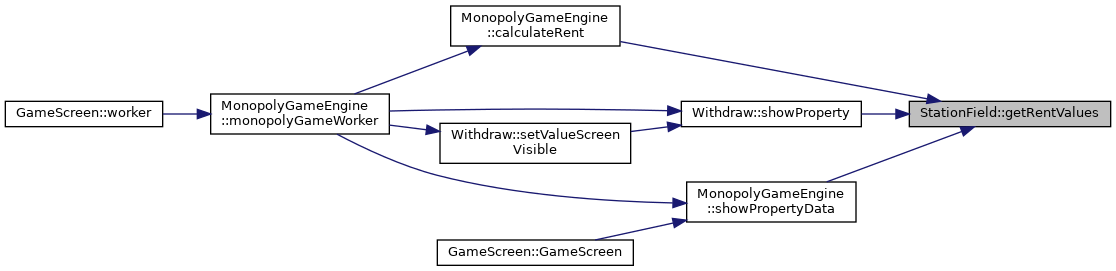 MonopolyGameEngine
::calculateRent
GameScreen::worker
MonopolyGameEngine
::monopolyGameWorker
Withdraw::showProperty
StationField::getRentValues
Withdraw::setValueScreen
Visible
MonopolyGameEngine
::showPropertyData
GameScreen::GameScreen